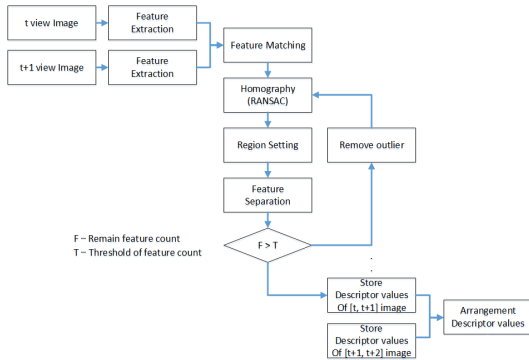 t view Image
Feature
Extraction
t+1 view Image
Feature
Extraction
Feature Matching
Homography
(RANSAC)
Region Setting
Remove outlier
Feature
Separation
F – Remain feature count
T – Threshold of feature count
F > T
.
.
Store
Descriptor values
Of [t, t+1] image
Arrangement
Descriptor values
Store
Descriptor values
Of [t+1, t+2] image